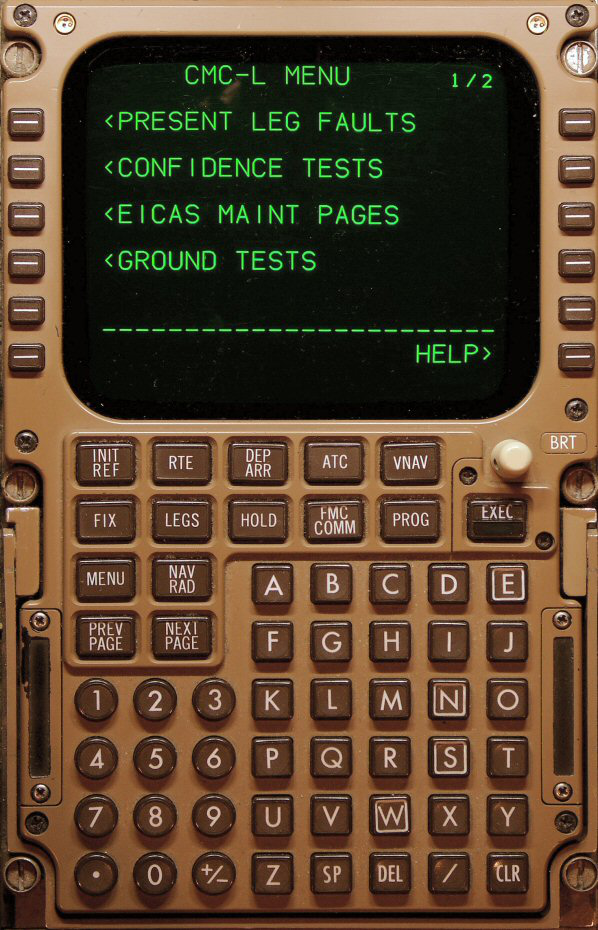 CMC-L MENU 1/2
<PRESENT LEG FAULTS
<CONFIDENCE TESTS
<EICAS MAINT PAGES
<GROUND TESTS
------------------------
HELP>
BRT
INIT REF RTE DEP ARR ATC VNAV
FIX LEGS HOLD FMC COMM PROG EXEC
MENU NAV RAD A B C D E
PREV PAGE NEXT PAGE F G H I J
1 2 3 K L M N O
4 5 6 P Q R S T
7 8 9 U V W X Y
. 0 +/- Z SP DEL / CLR